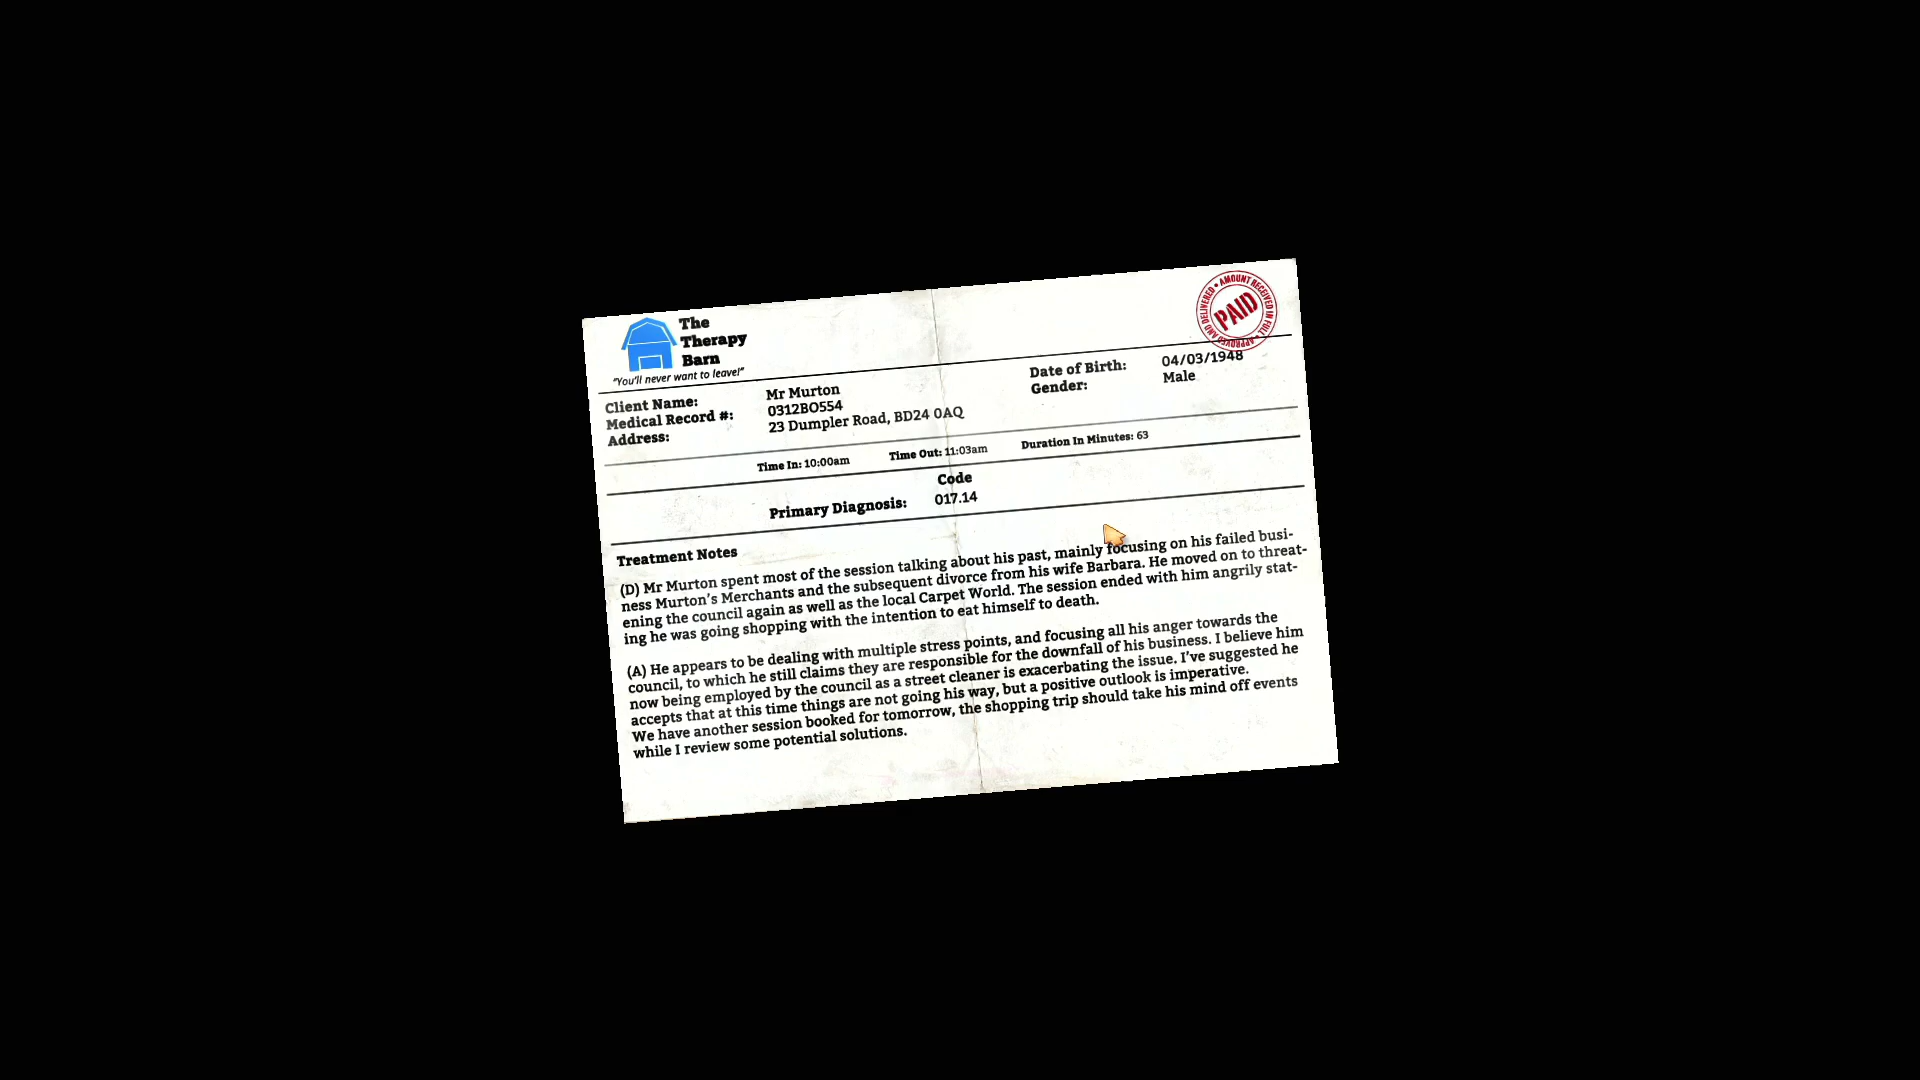 The
Therapy
Barn
"You'll never want to leave!"
APPROVED AND DELIVERED • AMOUNT RECEIVED IN FULL •
PAID
Client Name: Mr Murton
Medical Record #: 0312BO554
Address: 23 Dumpler Road, BD24 0AQ
Date of Birth: 04/03/1948
Gender: Male
Time In: 10:00am Time Out: 11:03am Duration In Minutes: 63
Code
Primary Diagnosis: 017.14
Treatment Notes
(D) Mr Murton spent most of the session talking about his past, mainly focusing on his failed busi-
ness Murton's Merchants and the subsequent divorce from his wife Barbara. He moved on to threat-
ening the council again as well as the local Carpet World. The session ended with him angrily stat-
ing he was going shopping with the intention to eat himself to death.
(A) He appears to be dealing with multiple stress points, and focusing all his anger towards the
council, to which he still claims they are responsible for the downfall of his business. I believe him
now being employed by the council as a street cleaner is exacerbating the issue. I've suggested he
accepts that at this time things are not going his way, but a positive outlook is imperative.
We have another session booked for tomorrow, the shopping trip should take his mind off events
while I review some potential solutions.